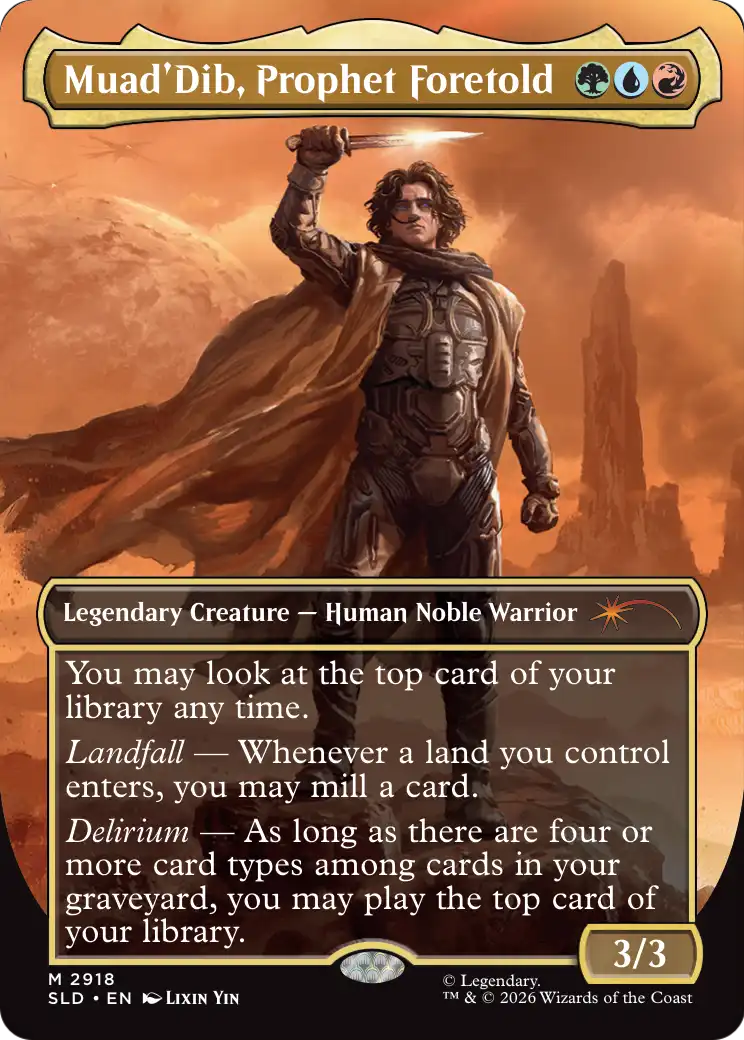 Muad'Dib, Prophet Foretold
Legendary Creature — Human Noble Warrior
You may look at the top card of your
library any time.
Landfall — Whenever a land you control
enters, you may mill a card.
Delirium — As long as there are four or
more card types among cards in your
graveyard, you may play the top card of
your library.
3/3
M 2918
SLD • EN Lixin Yin
© Legendary.
™ & © 2026 Wizards of the Coast